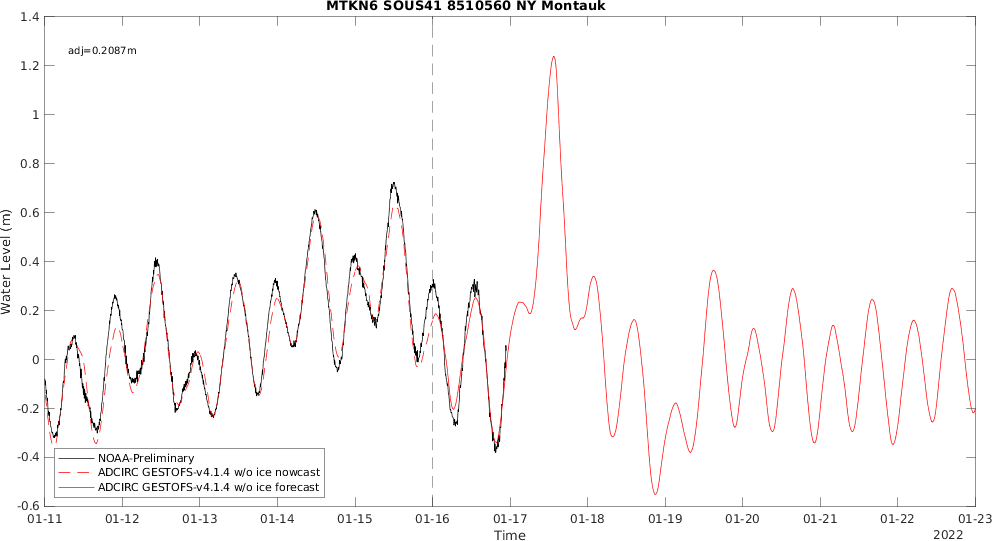 MTKN6 SOUS41 8510560 NY Montauk
1.4
adj=0.2087m
1.2
1
0.8
0.6
0.4
0.2
0
-0.2
-0.4
-0.6
Water Level (m)
NOAA-Preliminary
ADCIRC GESTOFS-v4.1.4 w/o ice nowcast
ADCIRC GESTOFS-v4.1.4 w/o ice forecast
01-11 01-12 01-13 01-14 01-15 01-16 01-17 01-18 01-19 01-20 01-21 01-22 01-23
Time
2022